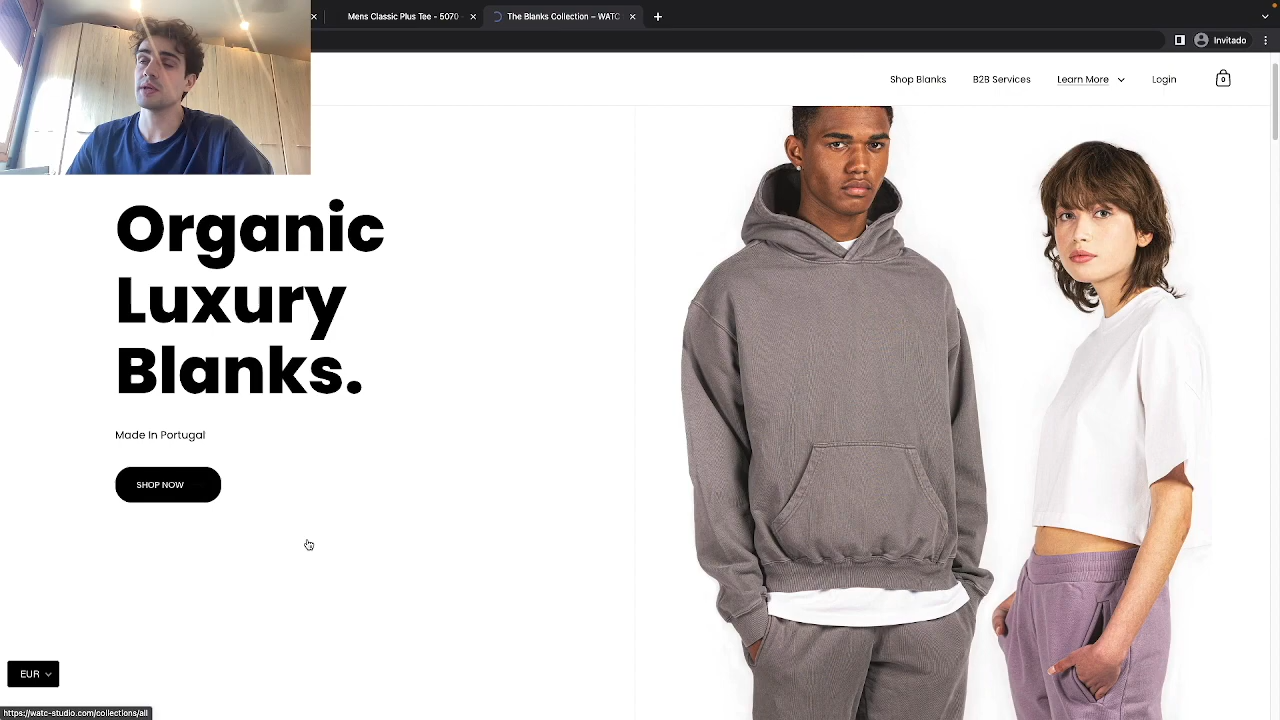 Mens Classic Plus Tee - 5070
The Blanks Collection – WATC
Invitado
Shop Blanks
B2B Services
Learn More
Login
0
Organic
Luxury
Blanks.
Made In Portugal
SHOP NOW
EUR
https://watc-studio.com/collections/all